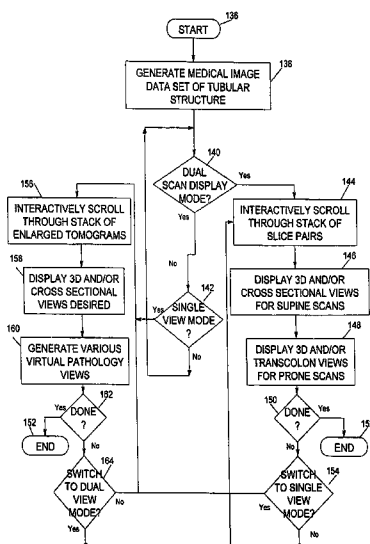 136
START
138
GENERATE MEDICAL IMAGE
DATA SET OF TUBULAR
STRUCTURE
140
DUAL
SCAN DISPLAY
MODE?
Yes
Yes
No
156
INTERACTIVELY SCROLL
THROUGH STACK OF
ENLARGED TOMOGRAMS
158
DISPLAY 3D AND/OR
CROSS SECTIONAL
VIEWS DESIRED
160
GENERATE VARIOUS
VIRTUAL PATHOLOGY
VIEWS
162
DONE
?
Yes
152
END
No
164
SWITCH
TO DUAL
VIEW
MODE?
No
Yes
142
SINGLE
VIEW MODE
?
Yes
No
144
INTERACTIVELY SCROLL
THROUGH STACK OF
SLICE PAIRS
146
DISPLAY 3D AND/OR
CROSS SECTIONAL VIEWS
FOR SUPINE SCANS
148
DISPLAY 3D AND/OR
TRANSCOLON VIEWS
FOR PRONE SCANS
150
DONE
?
Yes
15
END
No
154
SWITCH
TO SINGLE
VIEW
MODE?
Yes
No